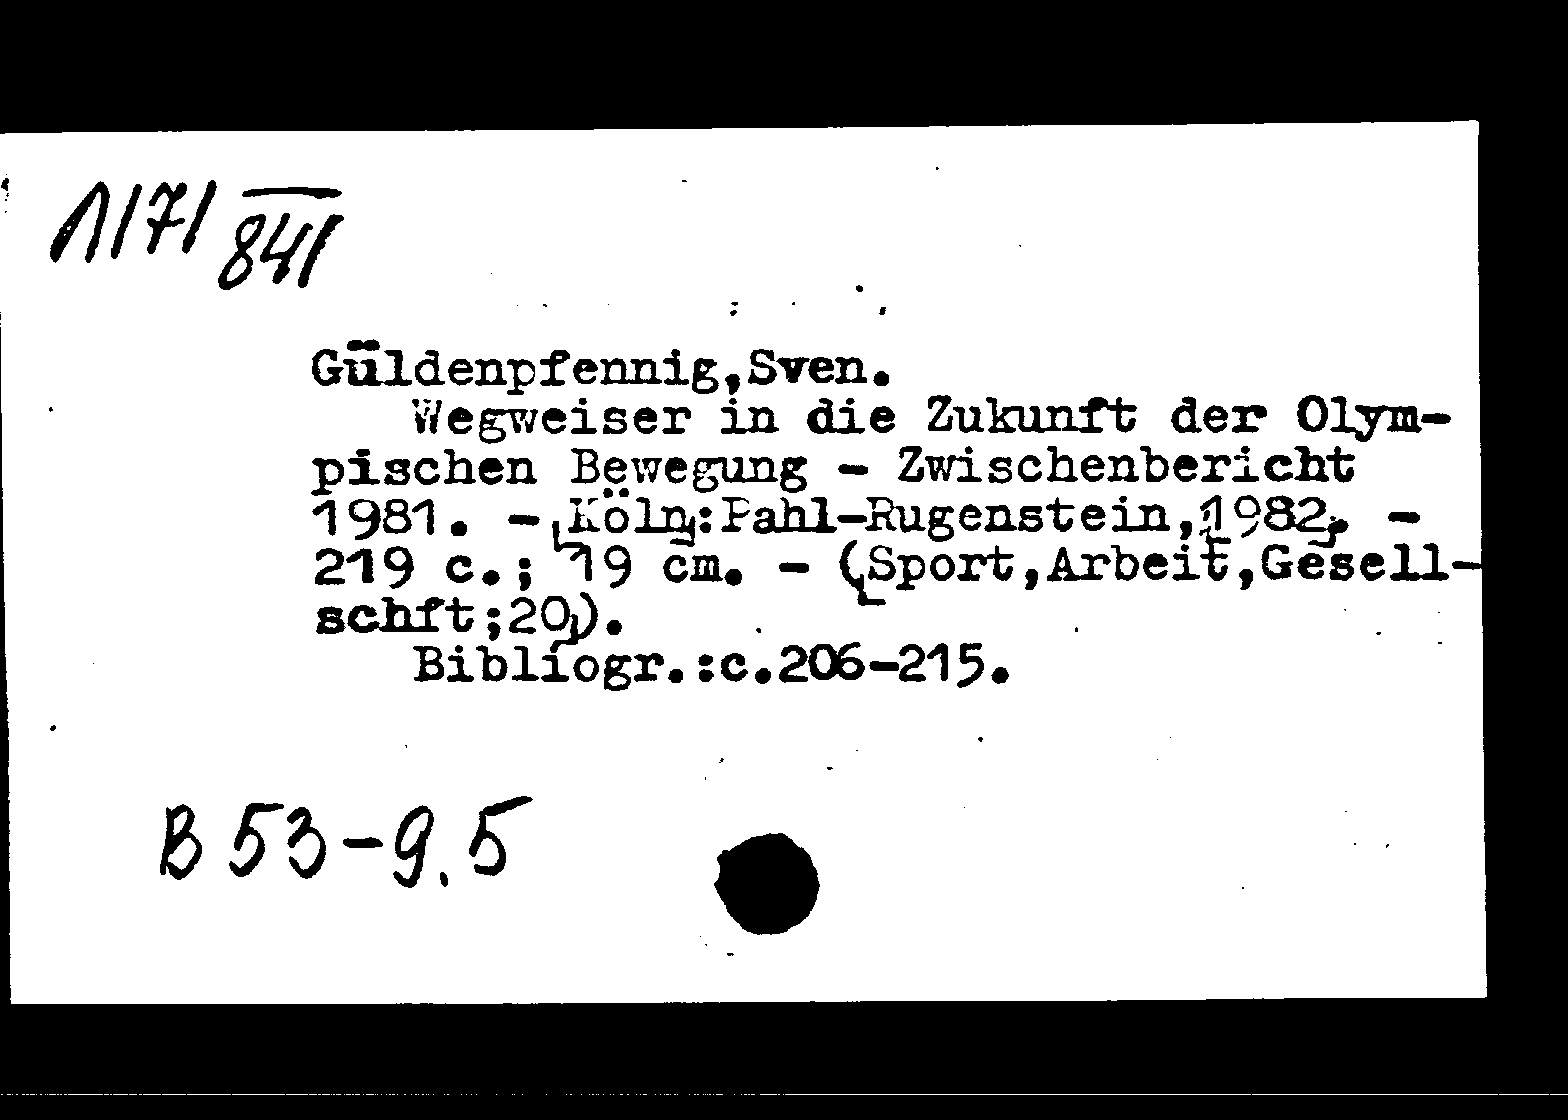 Л/7/841
Güldenpfennig,Sven.
Wegweiser in die Zukunft der Olym-
pischen Bewegung - Zwischenbericht
1981. - [Köln]:Pahl-Rugenstein,[1982]. -
219 c.; 19 cm. - ([Sport,Arbeit,Gesell-
schft;20]).
Bibliogr.:c.206-215.
B 53-9.5